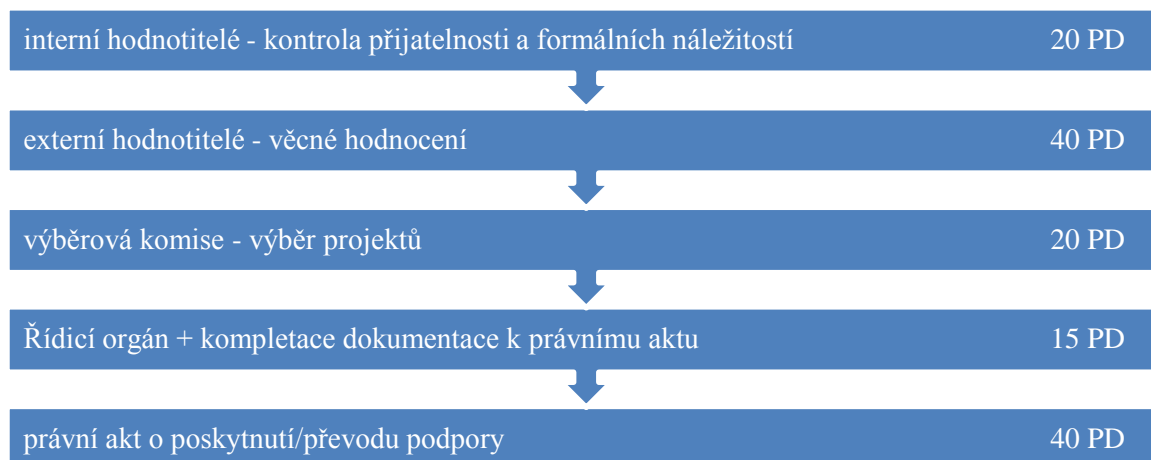 interní hodnotitelé - kontrola přijatelnosti a formálních náležitostí 20 PD
externí hodnotitelé - věcné hodnocení 40 PD
výběrová komise - výběr projektů 20 PD
Řídicí orgán + kompletace dokumentace k právnímu aktu 15 PD
právní akt o poskytnutí/převodu podpory 40 PD